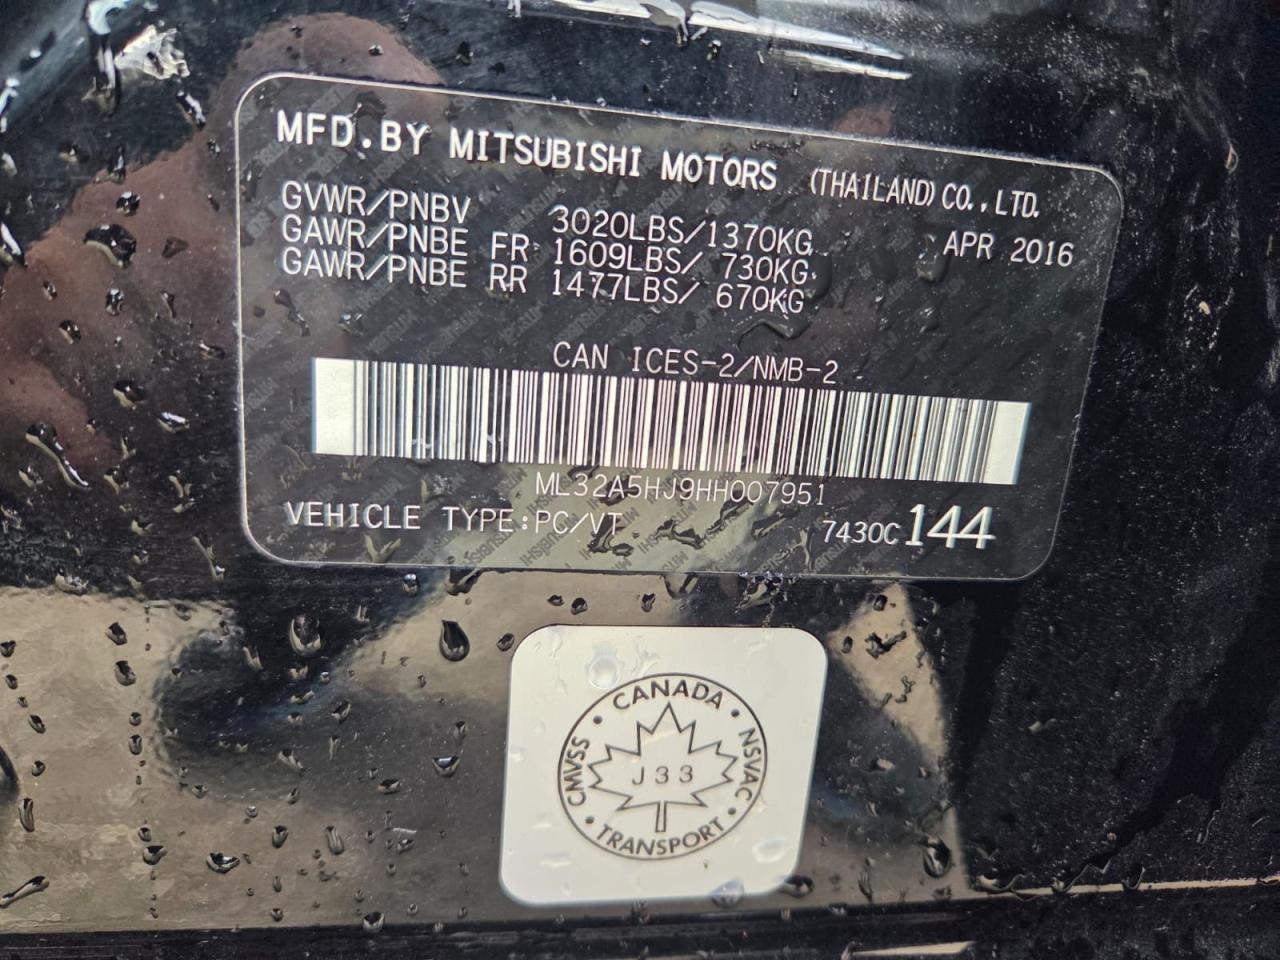 MFD.BY MITSUBISHI MOTORS (THAILAND) CO.,LTD.
GVWR/PNBV 3020LBS/1370KG APR 2016
GAWR/PNBE FR 1609LBS/ 730KG
GAWR/PNBE RR 1477LBS/ 670KG
CAN ICES-2/NMB-2
ML32A5HJ9HH007951
VEHICLE TYPE:PC/VT 7430C 144
CANADA
CMVSS J33 NSVAC
TRANSPORT